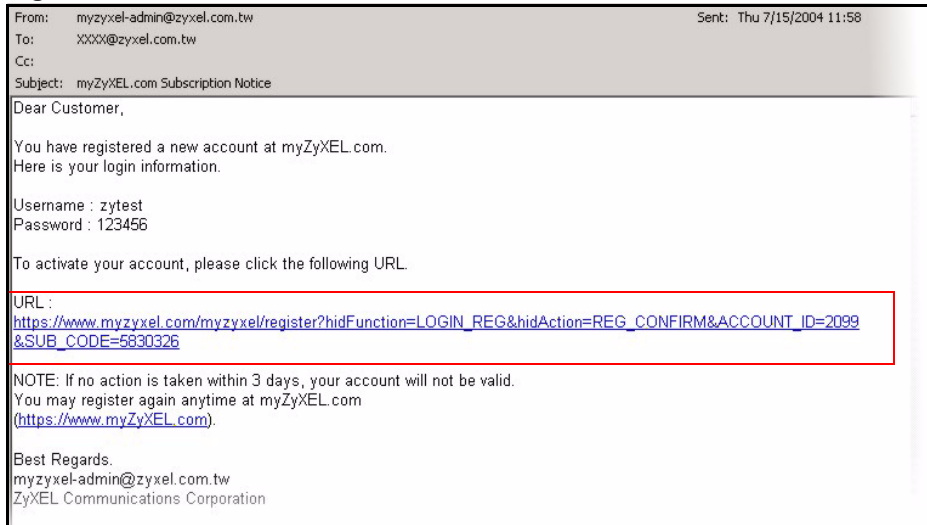 From: myzyxel-admin@zyxel.com.tw Sent: Thu 7/15/2004 11:58
To: XXXX@zyxel.com.tw
Cc:
Subject: myZyXEL.com Subscription Notice
Dear Customer,
You have registered a new account at myZyXEL.com.
Here is your login information.
Username : zytest
Password : 123456
To activate your account, please click the following URL.
URL :
https://www.myzyxel.com/myzyxel/register?hidFunction=LOGIN_REG&hidAction=REG_CONFIRM&ACCOUNT_ID=2099
&SUB_CODE=5830326
NOTE: If no action is taken within 3 days, your account will not be valid.
You may register again anytime at myZyXEL.com
(https://www.myZyXEL.com).
Best Regards.
myzyxel-admin@zyxel.com.tw
ZyXEL Communications Corporation